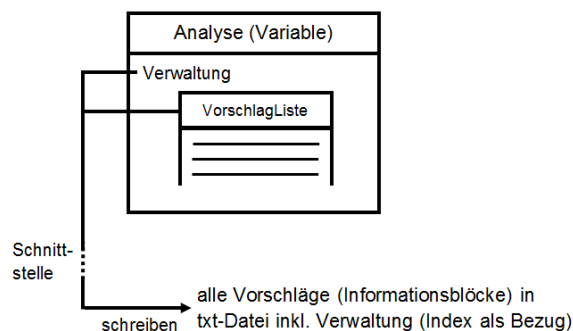 Analyse (Variable)
Verwaltung
VorschlagListe
Schnitt-
stelle
alle Vorschläge (Informationsblöcke) in
txt-Datei inkl. Verwaltung (Index als Bezug)
schreiben